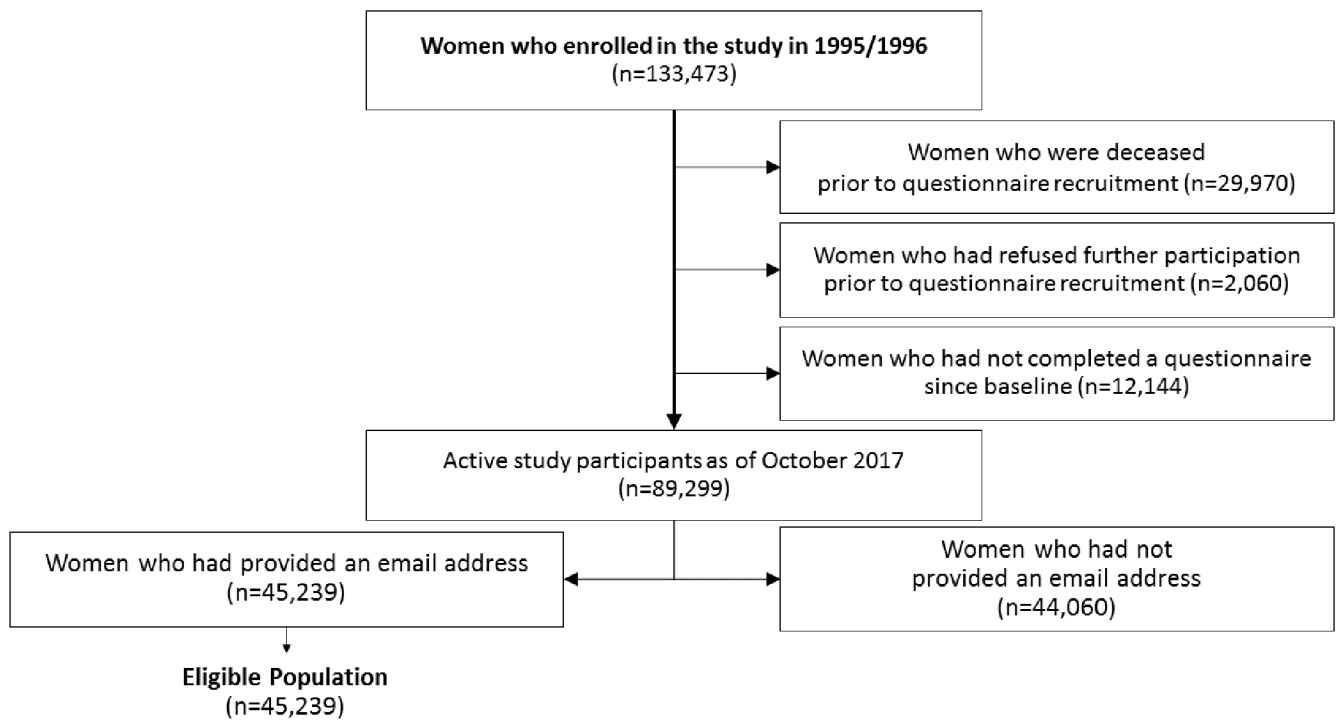 Women who enrolled in the study in 1995/1996
(n=133,473)
Women who were deceased
prior to questionnaire recruitment (n=29,970)
Women who had refused further participation
prior to questionnaire recruitment (n=2,060)
Women who had not completed a questionnaire
since baseline (n=12,144)
Active study participants as of October 2017
(n=89,299)
Women who had provided an email address
(n=45,239)
Women who had not
provided an email address
(n=44,060)
Eligible Population
(n=45,239)